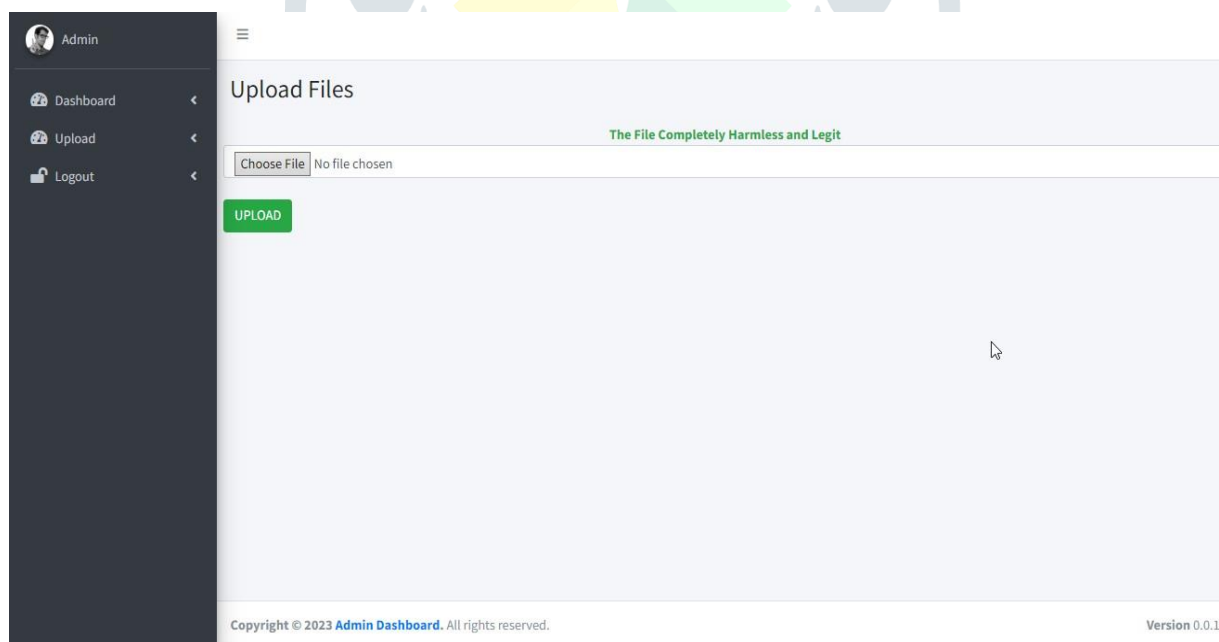 Admin
Dashboard
Upload
Logout
Upload Files
The File Completely Harmless and Legit
Choose File No file chosen
UPLOAD
Copyright © 2023 Admin Dashboard. All rights reserved.
Version 0.0.1